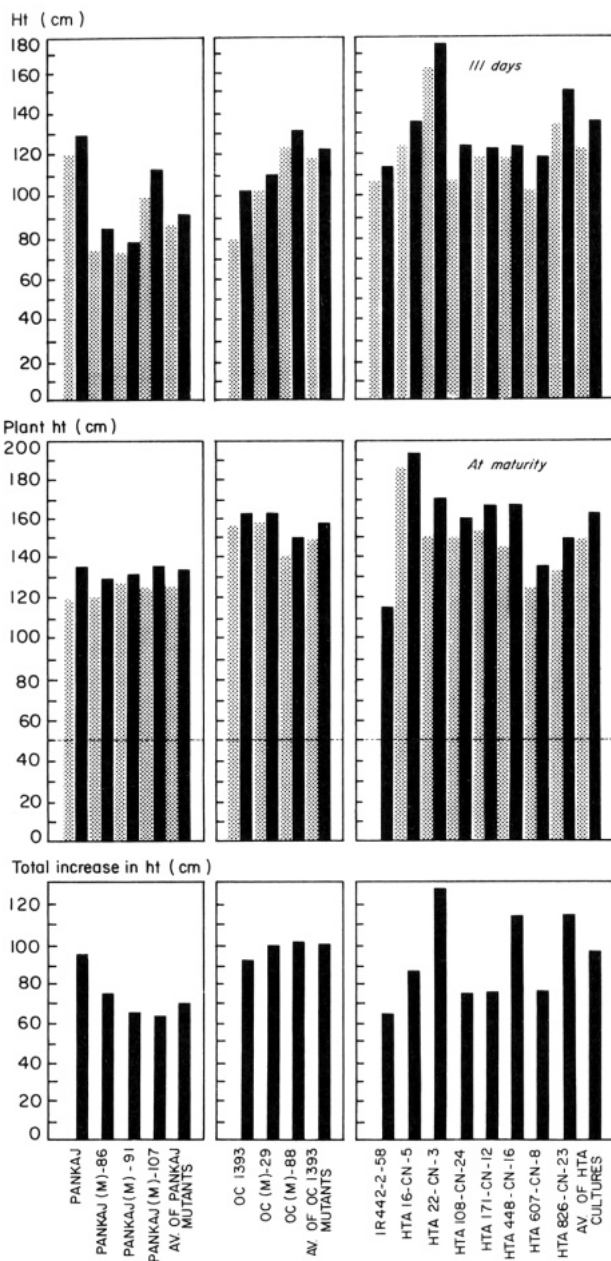 Ht (cm)
180
160
140
120
100
80
60
40
20
0
111 days
Plant ht (cm)
200
180
160
140
120
100
80
60
40
20
0
At maturity
Total increase in ht (cm)
120
100
80
60
40
20
0
PANKAJ
PANKAJ (M)-86
PANKAJ (M)-91
PANKAJ (M)-107
AV. OF PANKAJ
MUTANTS
OC 1393
OC (M)-29
OC (M)-88
AV. OF OC 1393
MUTANTS
IR442-2-58
HTA 16-CN-5
HTA 22-CN-3
HTA 108-CN-24
HTA 171-CN-12
HTA 448-CN-16
HTA 607-CN-8
HTA 826-CN-23
AV. OF HTA
CULTURES